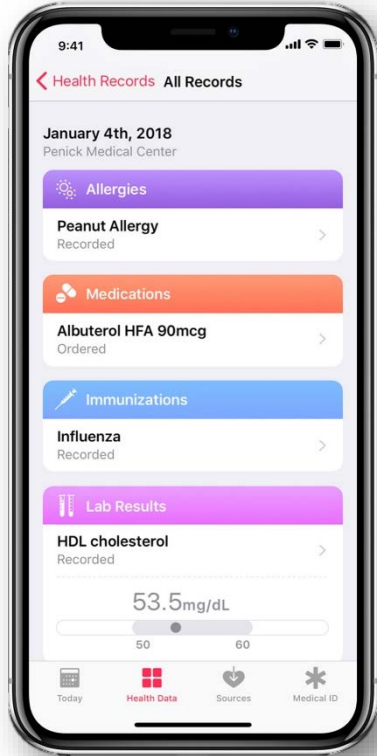 9:41
Health Records All Records
January 4th, 2018
Penick Medical Center
Allergies
Peanut Allergy
Recorded
Medications
Albuterol HFA 90mcg
Ordered
Immunizations
Influenza
Recorded
Lab Results
HDL cholesterol
Recorded
53.5mg/dL
50 60
Today Health Data Sources Medical ID